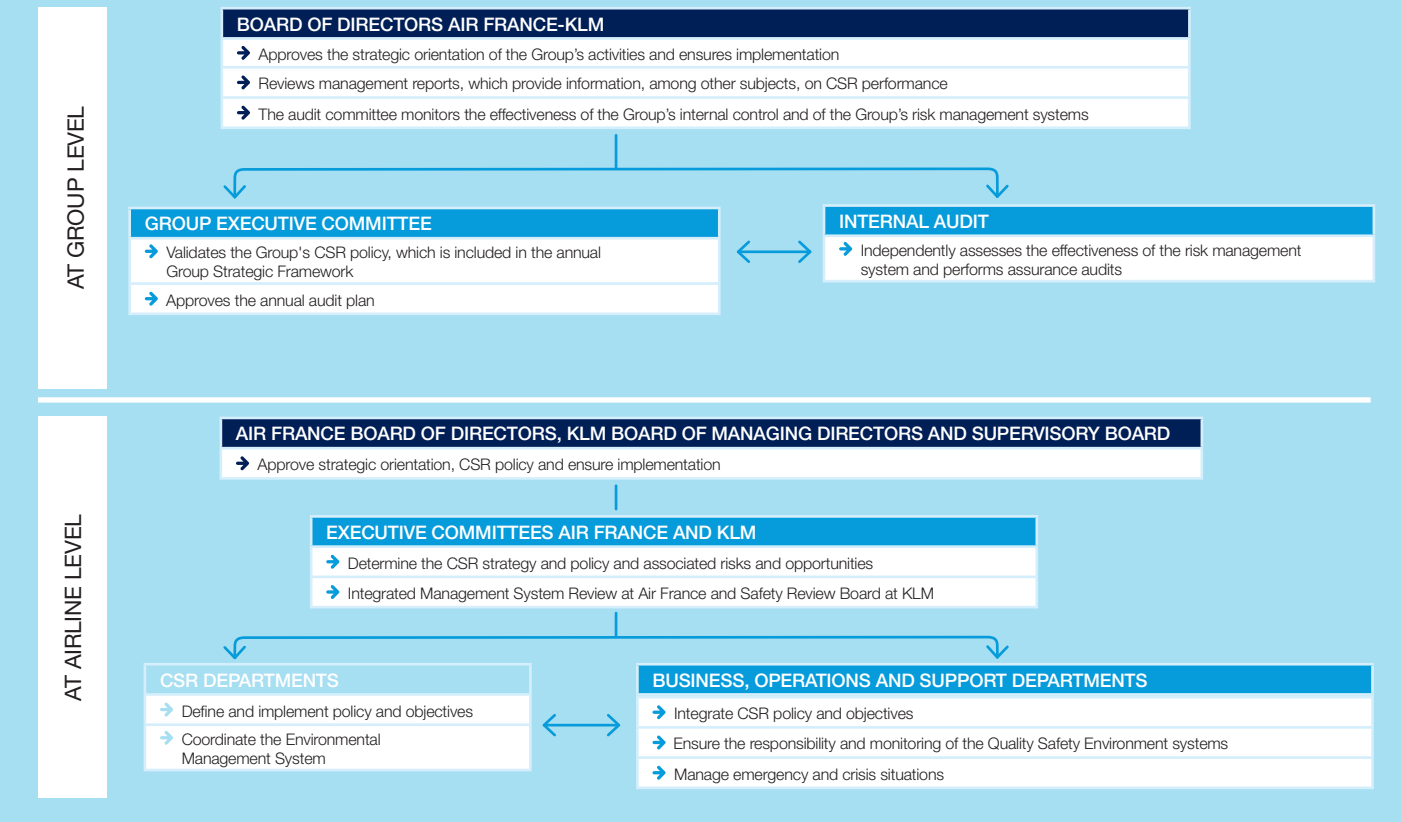 AT GROUP LEVEL
BOARD OF DIRECTORS AIR FRANCE-KLM
Approves the strategic orientation of the Group's activities and ensures implementation
Reviews management reports, which provide information, among other subjects, on CSR performance
The audit committee monitors the effectiveness of the Group's internal control and of the Group's risk management systems
GROUP EXECUTIVE COMMITTEE
Validates the Group's CSR policy, which is included in the annual
Group Strategic Framework
Approves the annual audit plan
INTERNAL AUDIT
Independently assesses the effectiveness of the risk management
system and performs assurance audits
AT AIRLINE LEVEL
AIR FRANCE BOARD OF DIRECTORS, KLM BOARD OF MANAGING DIRECTORS AND SUPERVISORY BOARD
Approve strategic orientation, CSR policy and ensure implementation
EXECUTIVE COMMITTEES AIR FRANCE AND KLM
Determine the CSR strategy and policy and associated risks and opportunities
Integrated Management System Review at Air France and Safety Review Board at KLM
CSR DEPARTMENTS
Define and implement policy and objectives
Coordinate the Environmental
Management System
BUSINESS, OPERATIONS AND SUPPORT DEPARTMENTS
Integrate CSR policy and objectives
Ensure the responsibility and monitoring of the Quality Safety Environment systems
Manage emergency and crisis situations